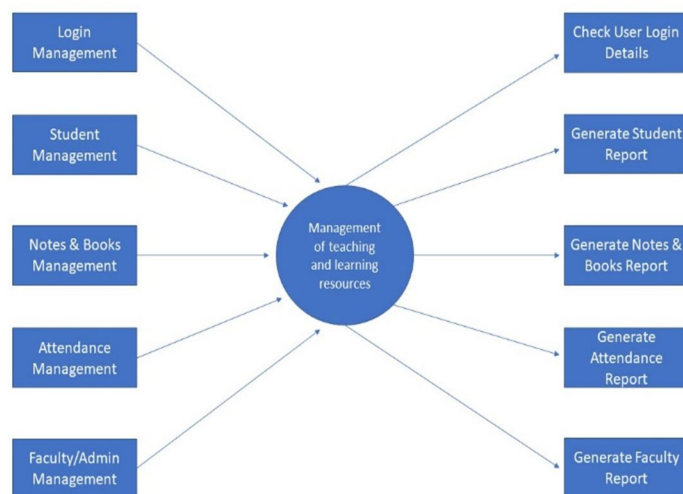 Login
Management
Student
Management
Notes & Books
Management
Attendance
Management
Faculty/Admin
Management
Management
of teaching
and learning
resources
Check User Login
Details
Generate Student
Report
Generate Notes &
Books Report
Generate
Attendance
Report
Generate Faculty
Report